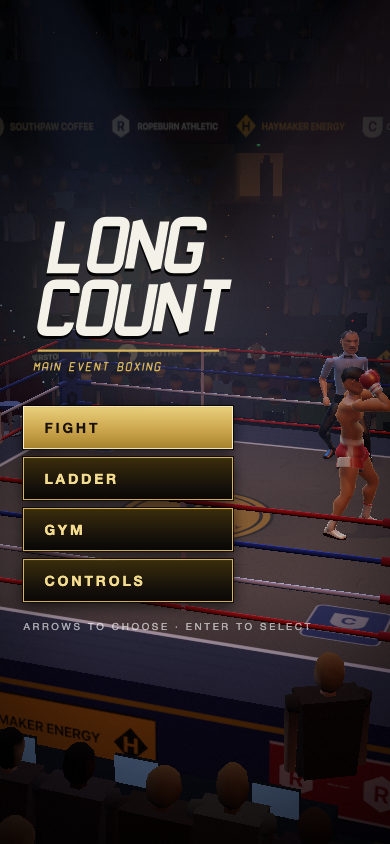 SOUTHPAW COFFEE
R ROPEBURN ATHLETIC
H HAYMAKER ENERGY
C
LONG
COUNT
MAIN EVENT BOXING
FIGHT
LADDER
GYM
CONTROLS
ARROWS TO CHOOSE · ENTER TO SELECT
C
MAKER ENERGY H
R
R